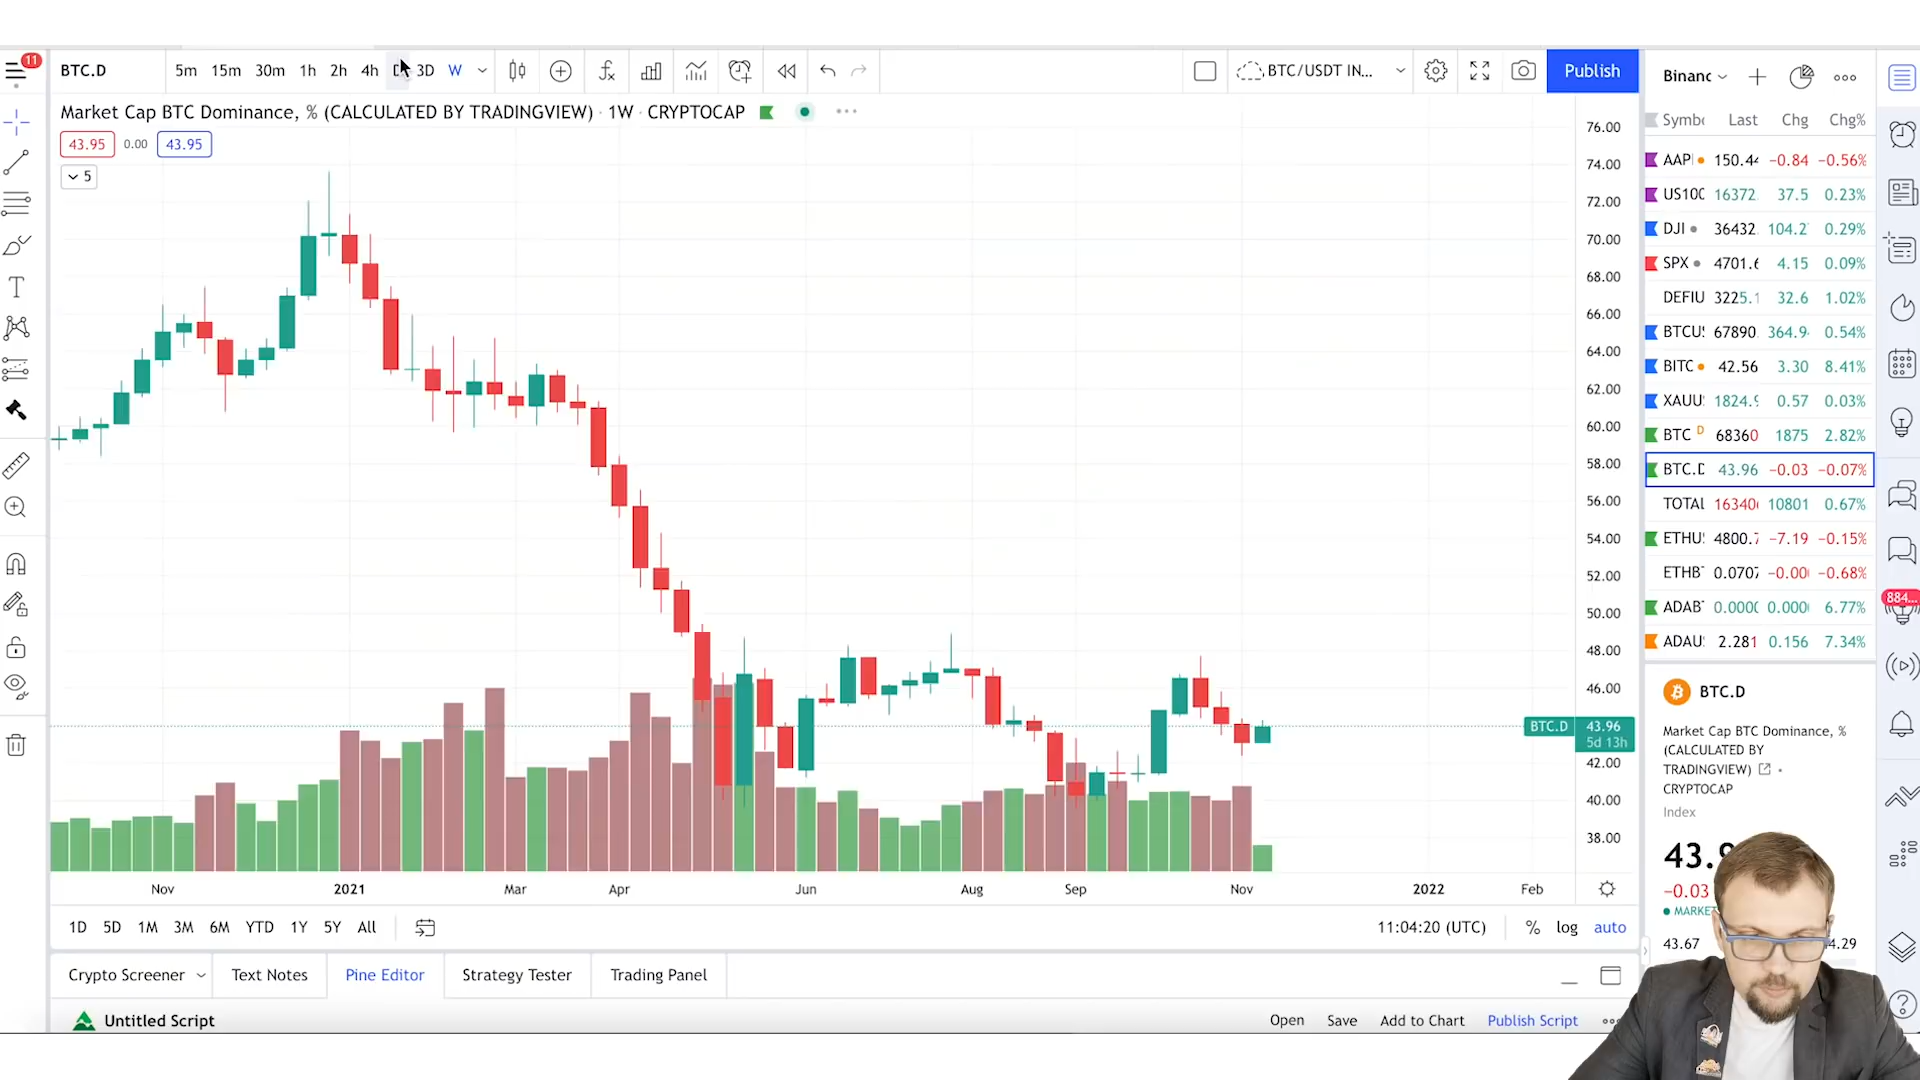 11
BTC.D 5m 15m 30m 1h 2h 4h 3D W BTC/USDT IN... Publish
Market Cap BTC Dominance, % (CALCULATED BY TRADINGVIEW) · 1W · CRYPTOCAP
43.95 0.00 43.95
5
76.00
74.00
72.00
70.00
68.00
66.00
64.00
62.00
60.00
58.00
56.00
54.00
52.00
50.00
48.00
46.00
BTC.D 43.96
5d 13h
42.00
40.00
38.00
Nov 2021 Mar Apr Jun Aug Sep Nov 2022 Feb
1D 5D 1M 3M 6M YTD 1Y 5Y All 11:04:20 (UTC) % log auto
Crypto Screener Text Notes Pine Editor Strategy Tester Trading Panel
Untitled Script Open Save Add to Chart Publish Script
Binanc
Symb Last Chg Chg%
AAP 150.44 −0.84 −0.56%
US100 16372. 37.5 0.23%
DJI 36432. 104.2 0.29%
SPX 4701.6 4.15 0.09%
DEFIU 3225.1 32.6 1.02%
BTCU 67890. 364.9 0.54%
BITC 42.56 3.30 8.41%
XAUU 1824.9 0.57 0.03%
BTC D 68360 1875 2.82%
BTC.D 43.96 −0.03 −0.07%
TOTAL 16340 10801 0.67%
ETHU 4800.7 −7.19 −0.15%
ETHB 0.0707 −0.00 −0.68%
ADAB 0.0000 0.000 6.77%
ADAU 2.281 0.156 7.34%
884...
BTC.D
Market Cap BTC Dominance, %
(CALCULATED BY
TRADINGVIEW)
CRYPTOCAP
Index
43.9
−0.03
MARKET
43.67 4.29